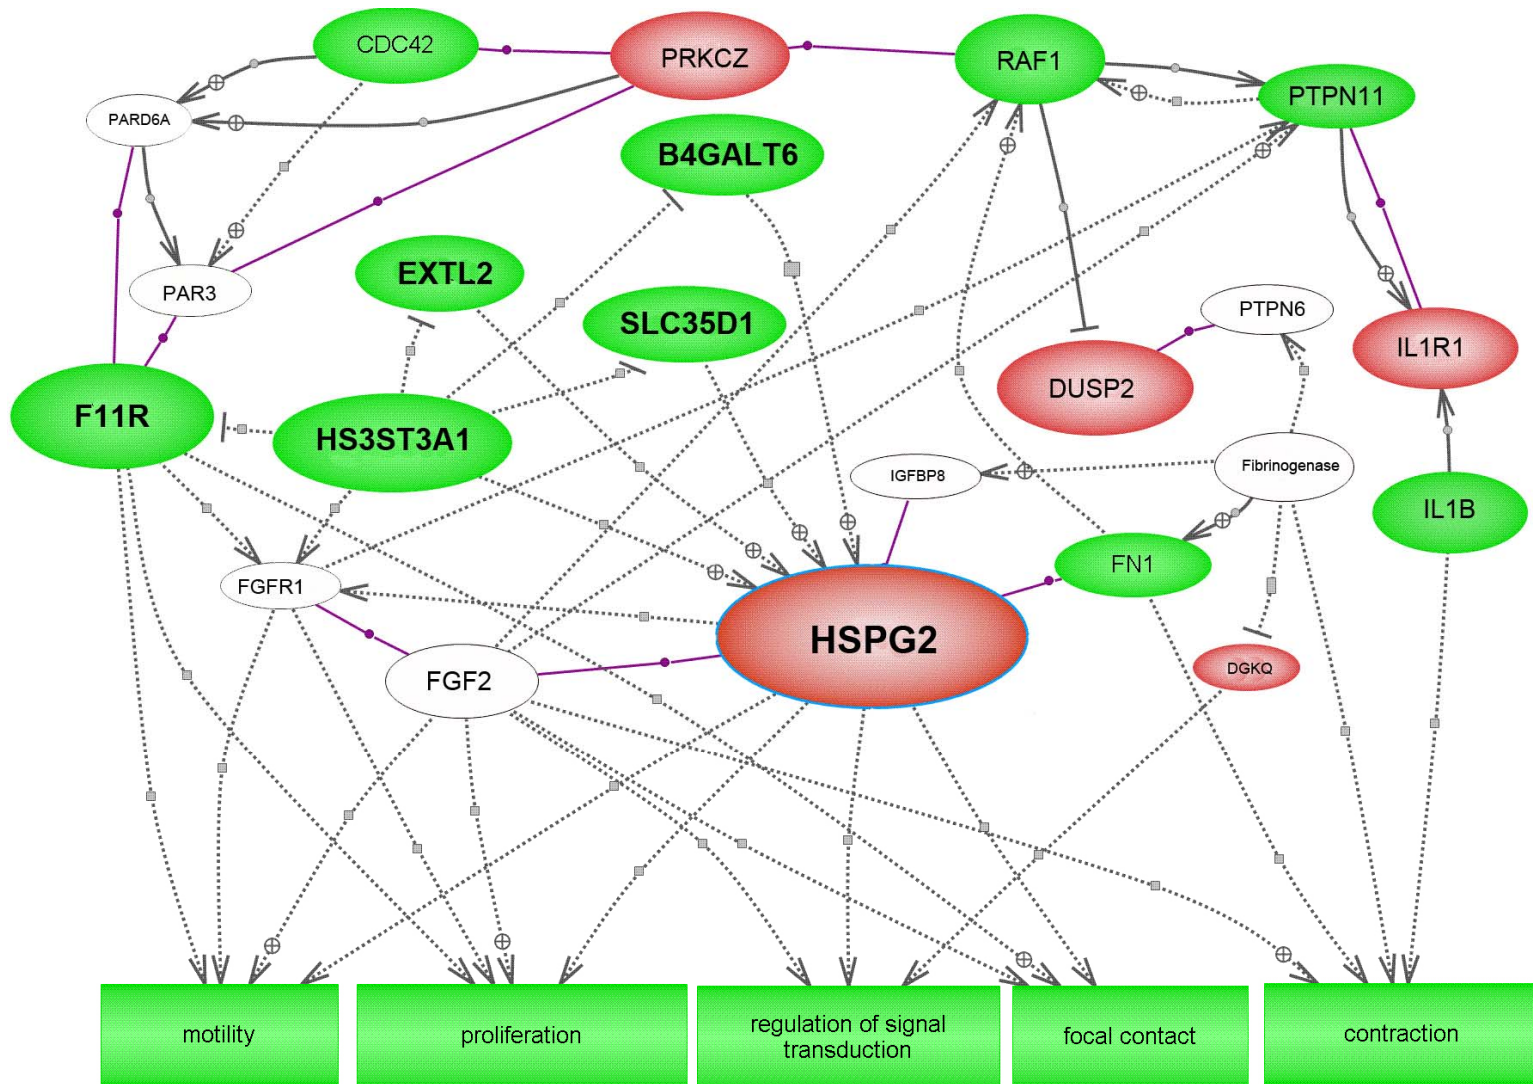 CDC42
PRKCZ
RAF1
PTPN11
PARD6A
B4GALT6
EXTL2
PAR3
SLC35D1
PTPN6
IL1R1
DUSP2
F11R
HS3ST3A1
IGFBP8
Fibrinogenase
IL1B
FN1
FGFR1
HSPG2
DGKQ
FGF2
motility
proliferation
regulation of signal
transduction
focal contact
contraction